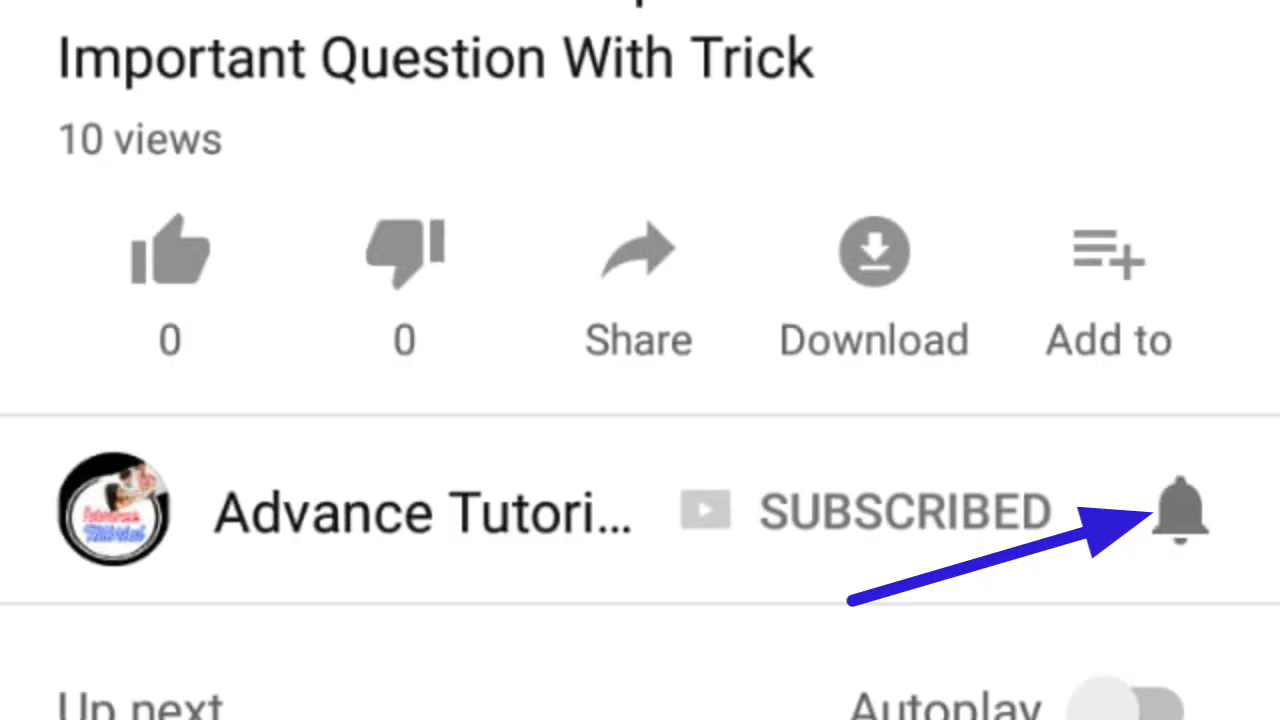 Important Question With Trick
10 views
0 0 Share Download Add to
Advance Tutori... SUBSCRIBED
Up next Autoplay